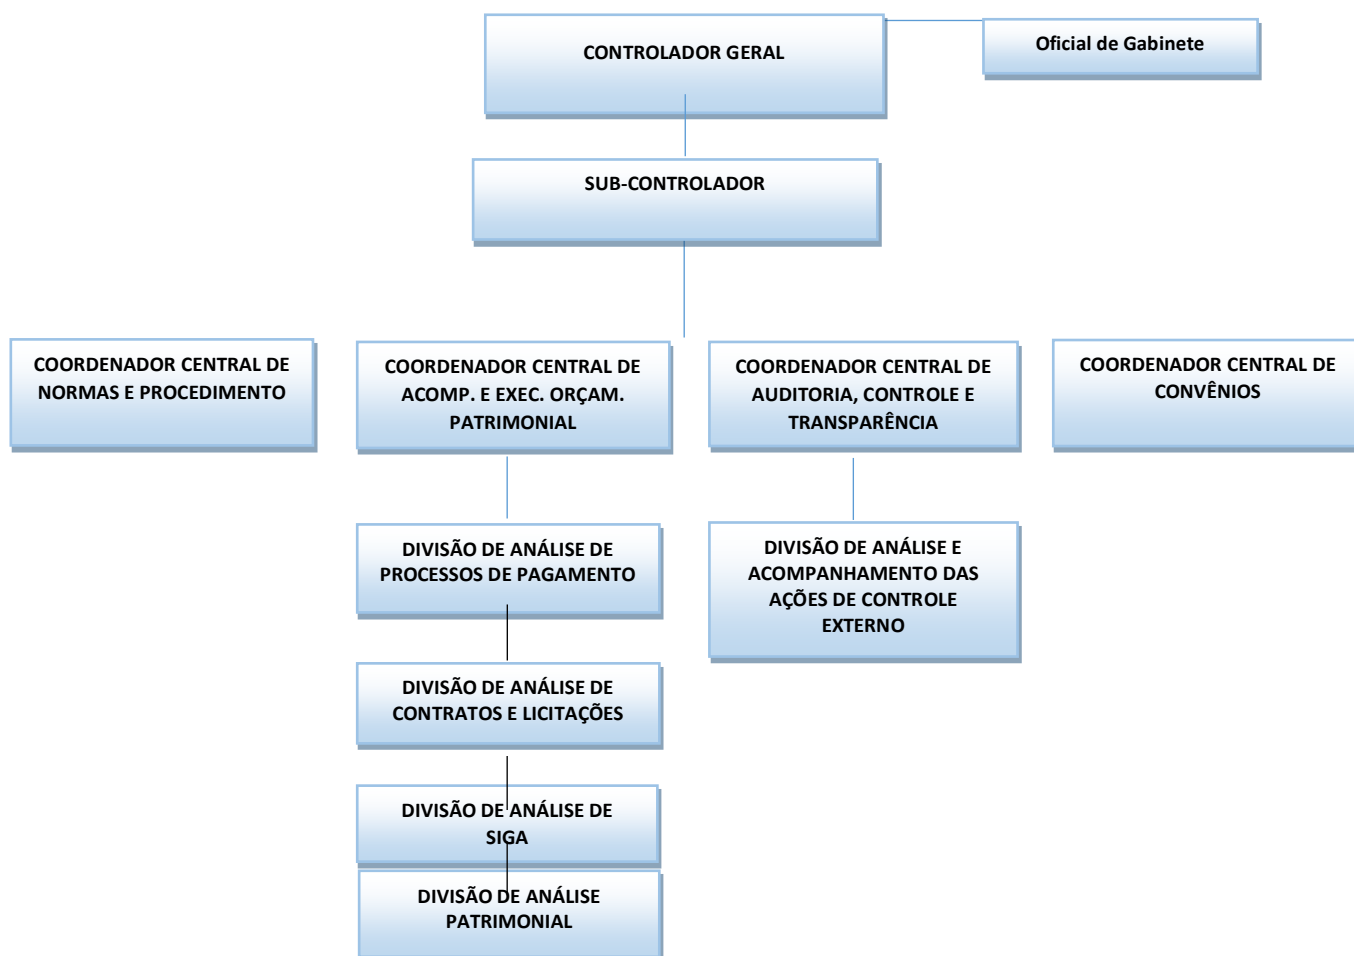 CONTROLADOR GERAL
Oficial de Gabinete
SUB-CONTROLADOR
COORDENADOR CENTRAL DE
NORMAS E PROCEDIMENTO
COORDENADOR CENTRAL DE
ACOMP. E EXEC. ORÇAM.
PATRIMONIAL
COORDENADOR CENTRAL DE
AUDITORIA, CONTROLE E
TRANSPARÊNCIA
COORDENADOR CENTRAL DE
CONVÊNIOS
DIVISÃO DE ANÁLISE DE
PROCESSOS DE PAGAMENTO
DIVISÃO DE ANÁLISE E
ACOMPANHAMENTO DAS
AÇÕES DE CONTROLE
EXTERNO
DIVISÃO DE ANÁLISE DE
CONTRATOS E LICITAÇÕES
DIVISÃO DE ANÁLISE DE
SIGA
DIVISÃO DE ANÁLISE
PATRIMONIAL